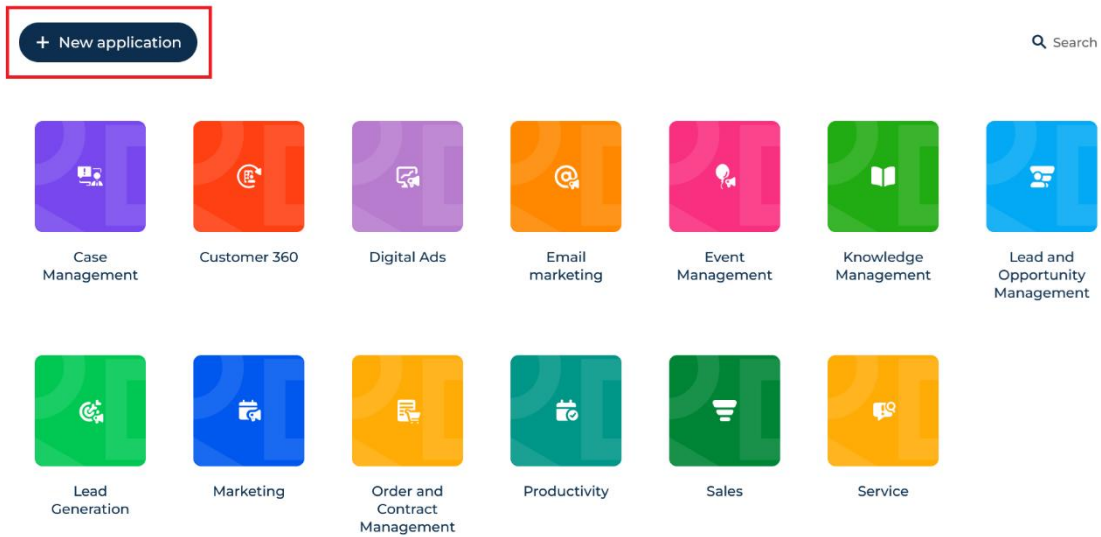 + New application
Search
Case
Management
Customer 360
Digital Ads
Email
marketing
Event
Management
Knowledge
Management
Lead and
Opportunity
Management
Lead
Generation
Marketing
Order and
Contract
Management
Productivity
Sales
Service